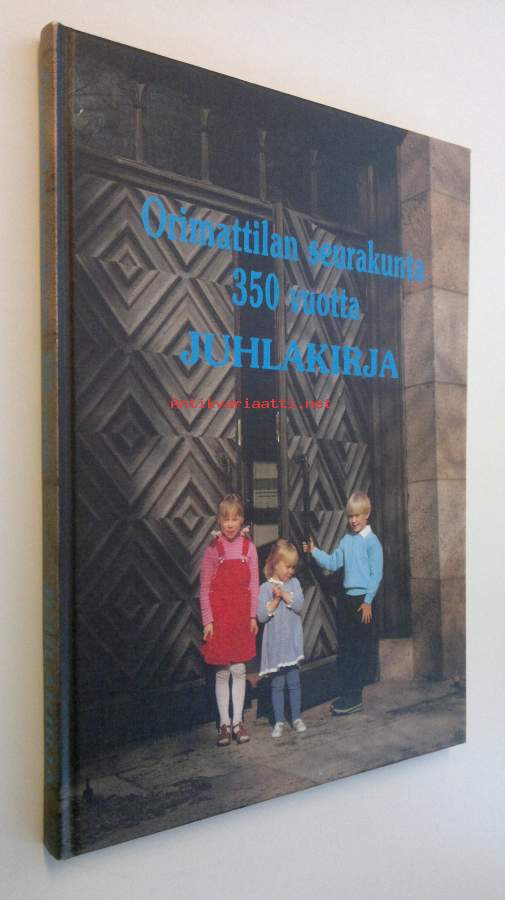 Orimattilan seurakunta
350 vuotta
JUHLAKIRJA
Antikvariaatti.net